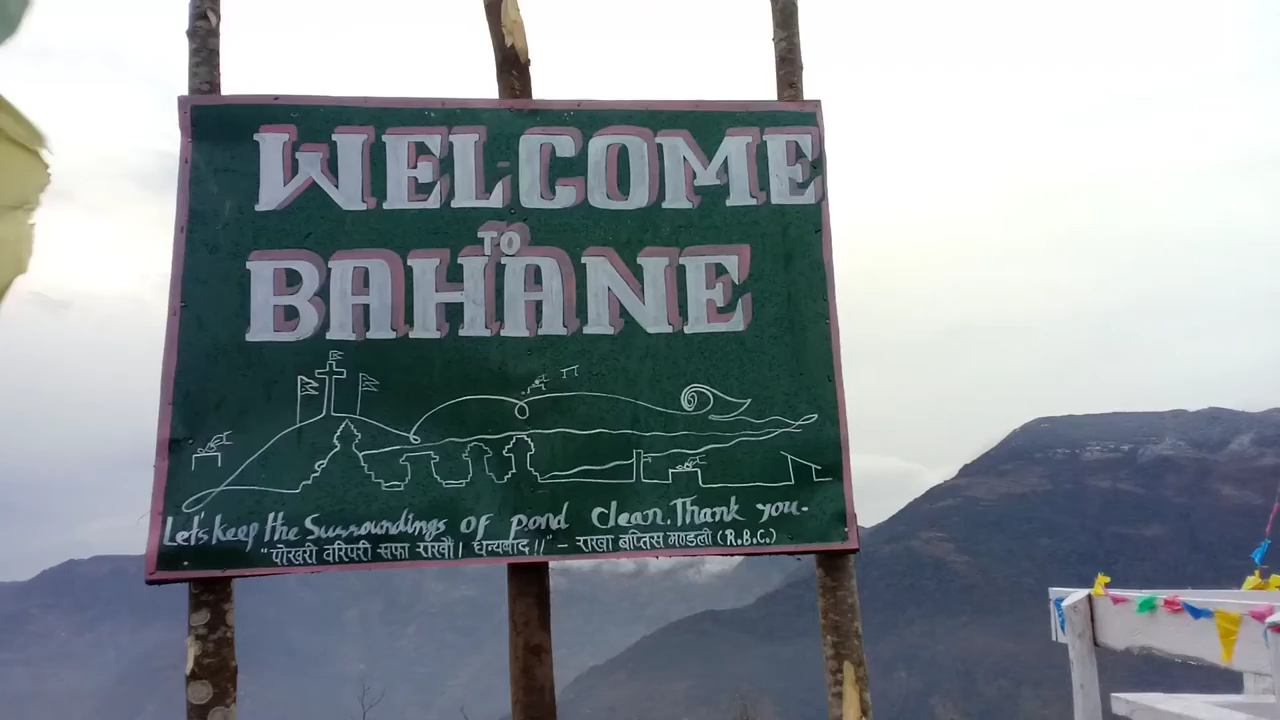 WELCOME
TO
BAHANE
Let's keep the Surroundings of pond clean. Thank you.
"पोखरी वरिपरी सफा राखौं। धन्यवाद।।" - राखा बप्तिस मण्डली (R.B.C.)